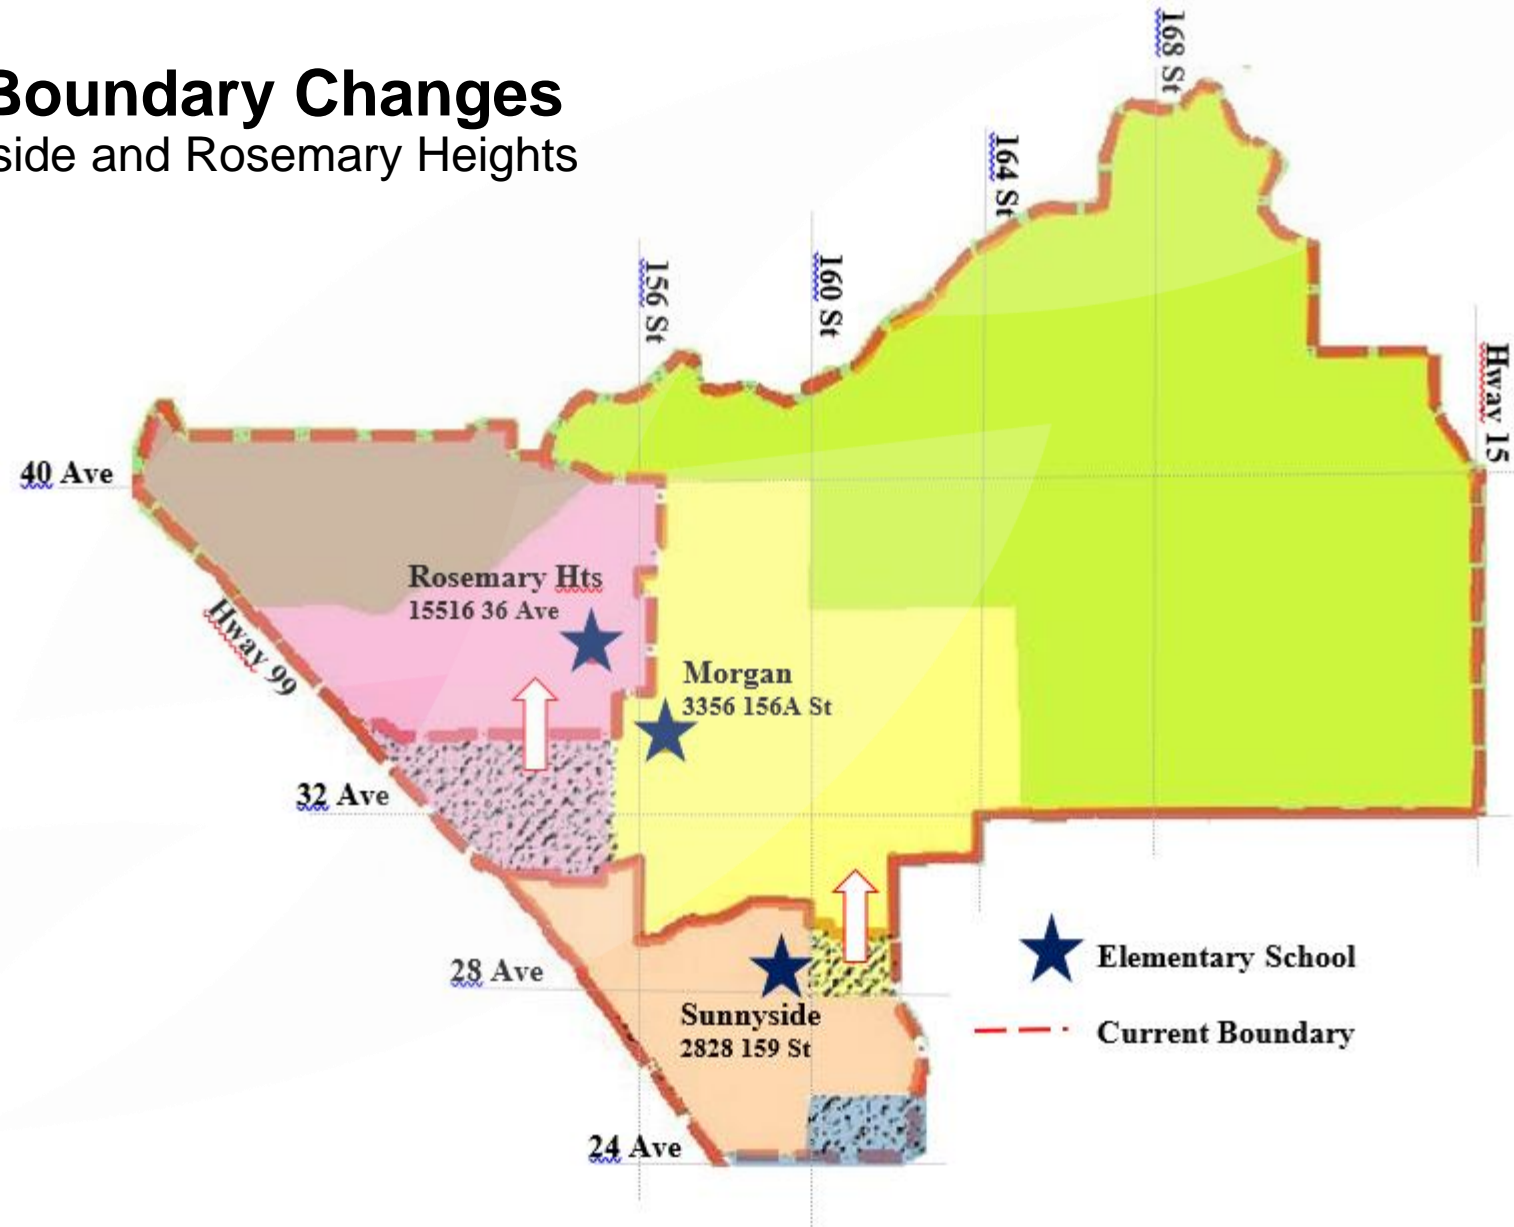 Boundary Changes
side and Rosemary Heights
168 St
164 St
156 St
160 St
Hway 15
40 Ave
Rosemary Hts
15516 36 Ave
Hway 99
Morgan
3356 156A St
32 Ave
28 Ave
Elementary School
Sunnyside
2828 159 St
Current Boundary
24 Ave